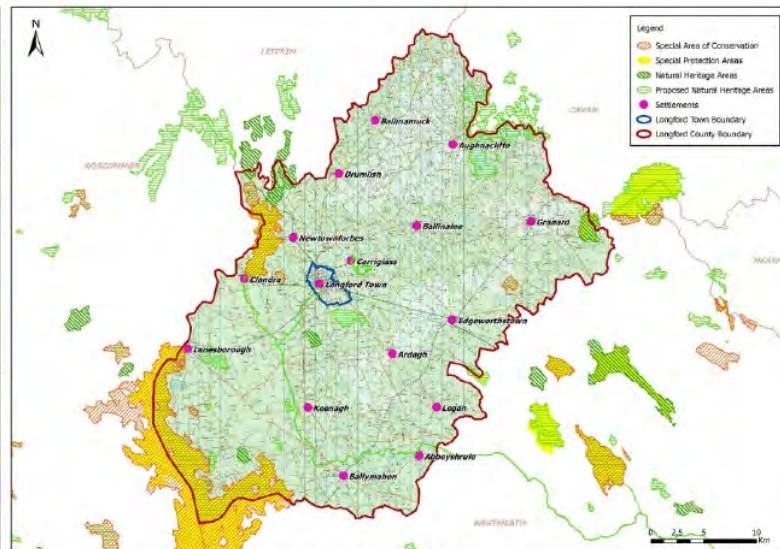 N
Legend
Special Area of Conservation
Special Protection Areas
Natural Heritage Areas
Proposed Natural Heritage Areas
Settlements
Longford Town Boundary
Longford County Boundary
LEITRIM
CAVAN
ROSCOMMON
Ballinamuck
Aughnacliffe
Drumlish
Granard
Ballinalee
Newtownforbes
Carriglass
Clondra
Longford Town
Edgeworthstown
Lanesborough
Ardagh
Keenagh
Legan
Abbeyshrule
Ballymahon
WESTMEATH
0 2.5 5 10
Km